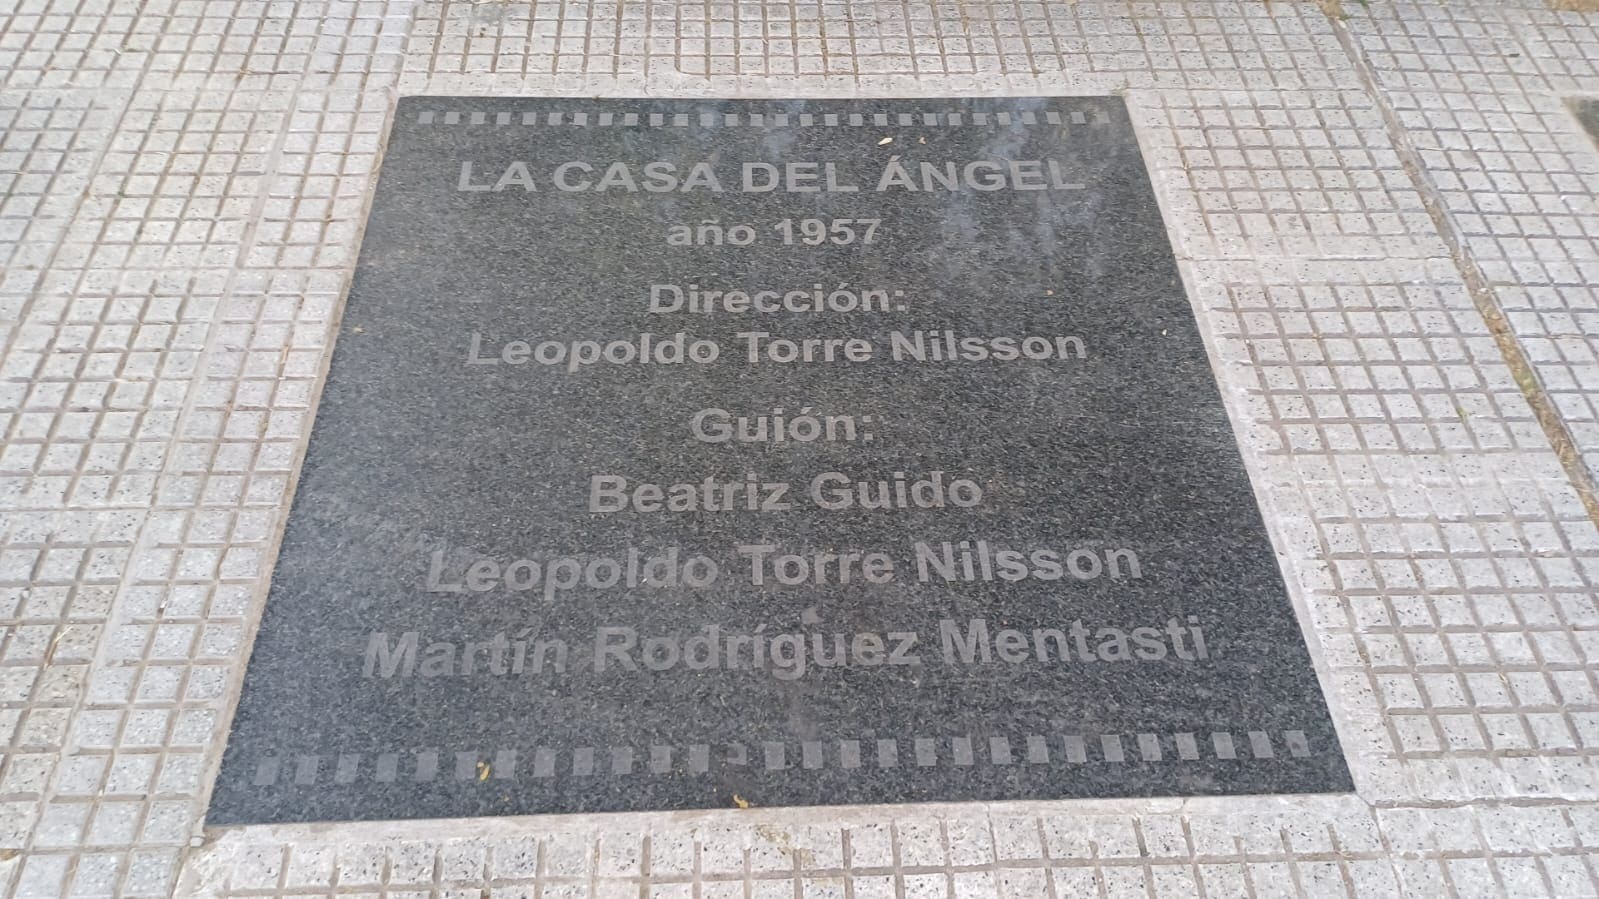 LA CASA DEL ÁNGEL
año 1957
Dirección:
Leopoldo Torre Nilsson
Guión:
Beatriz Guido
Leopoldo Torre Nilsson
Martín Rodríguez Mentasti